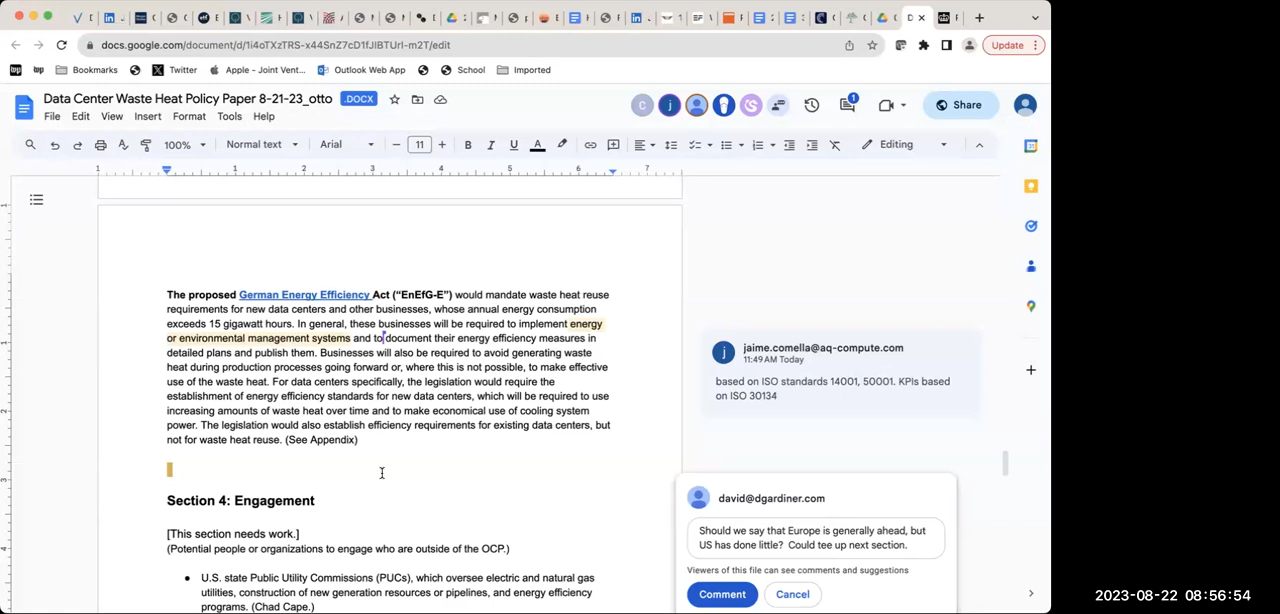 docs.google.com/document/d/1i4oTXzTRS-x44SnZ7cD1fJIBTUrI-m2T/edit
Update
Bookmarks
Twitter
Apple - Joint Vent...
Outlook Web App
School
Imported
Data Center Waste Heat Policy Paper 8-21-23_otto
.DOCX
1
C
j
Share
File Edit View Insert Format Tools Help
100%
Normal text
Arial
11
B I U A
Editing
1 1 2 3 4 5 6 7
The proposed German Energy Efficiency Act (“EnEfG-E”) would mandate waste heat reuse
requirements for new data centers and other businesses, whose annual energy consumption
exceeds 15 gigawatt hours. In general, these businesses will be required to implement energy
or environmental management systems and to document their energy efficiency measures in
detailed plans and publish them. Businesses will also be required to avoid generating waste
heat during production processes going forward or, where this is not possible, to make effective
use of the waste heat. For data centers specifically, the legislation would require the
establishment of energy efficiency standards for new data centers, which will be required to use
increasing amounts of waste heat over time and to make economical use of cooling system
power. The legislation would also establish efficiency requirements for existing data centers, but
not for waste heat reuse. (See Appendix)
Section 4: Engagement
[This section needs work.]
(Potential people or organizations to engage who are outside of the OCP.)
● U.S. state Public Utility Commissions (PUCs), which oversee electric and natural gas
utilities, construction of new generation resources or pipelines, and energy efficiency
programs. (Chad Cape.)
j
jaime.comella@aq-compute.com
11:49 AM Today
based on ISO standards 14001, 50001. KPIs based
on ISO 30134
david@dgardiner.com
Should we say that Europe is generally ahead, but
US has done little? Could tee up next section.
Viewers of this file can see comments and suggestions
Comment
Cancel
2023-08-22 08:56:54